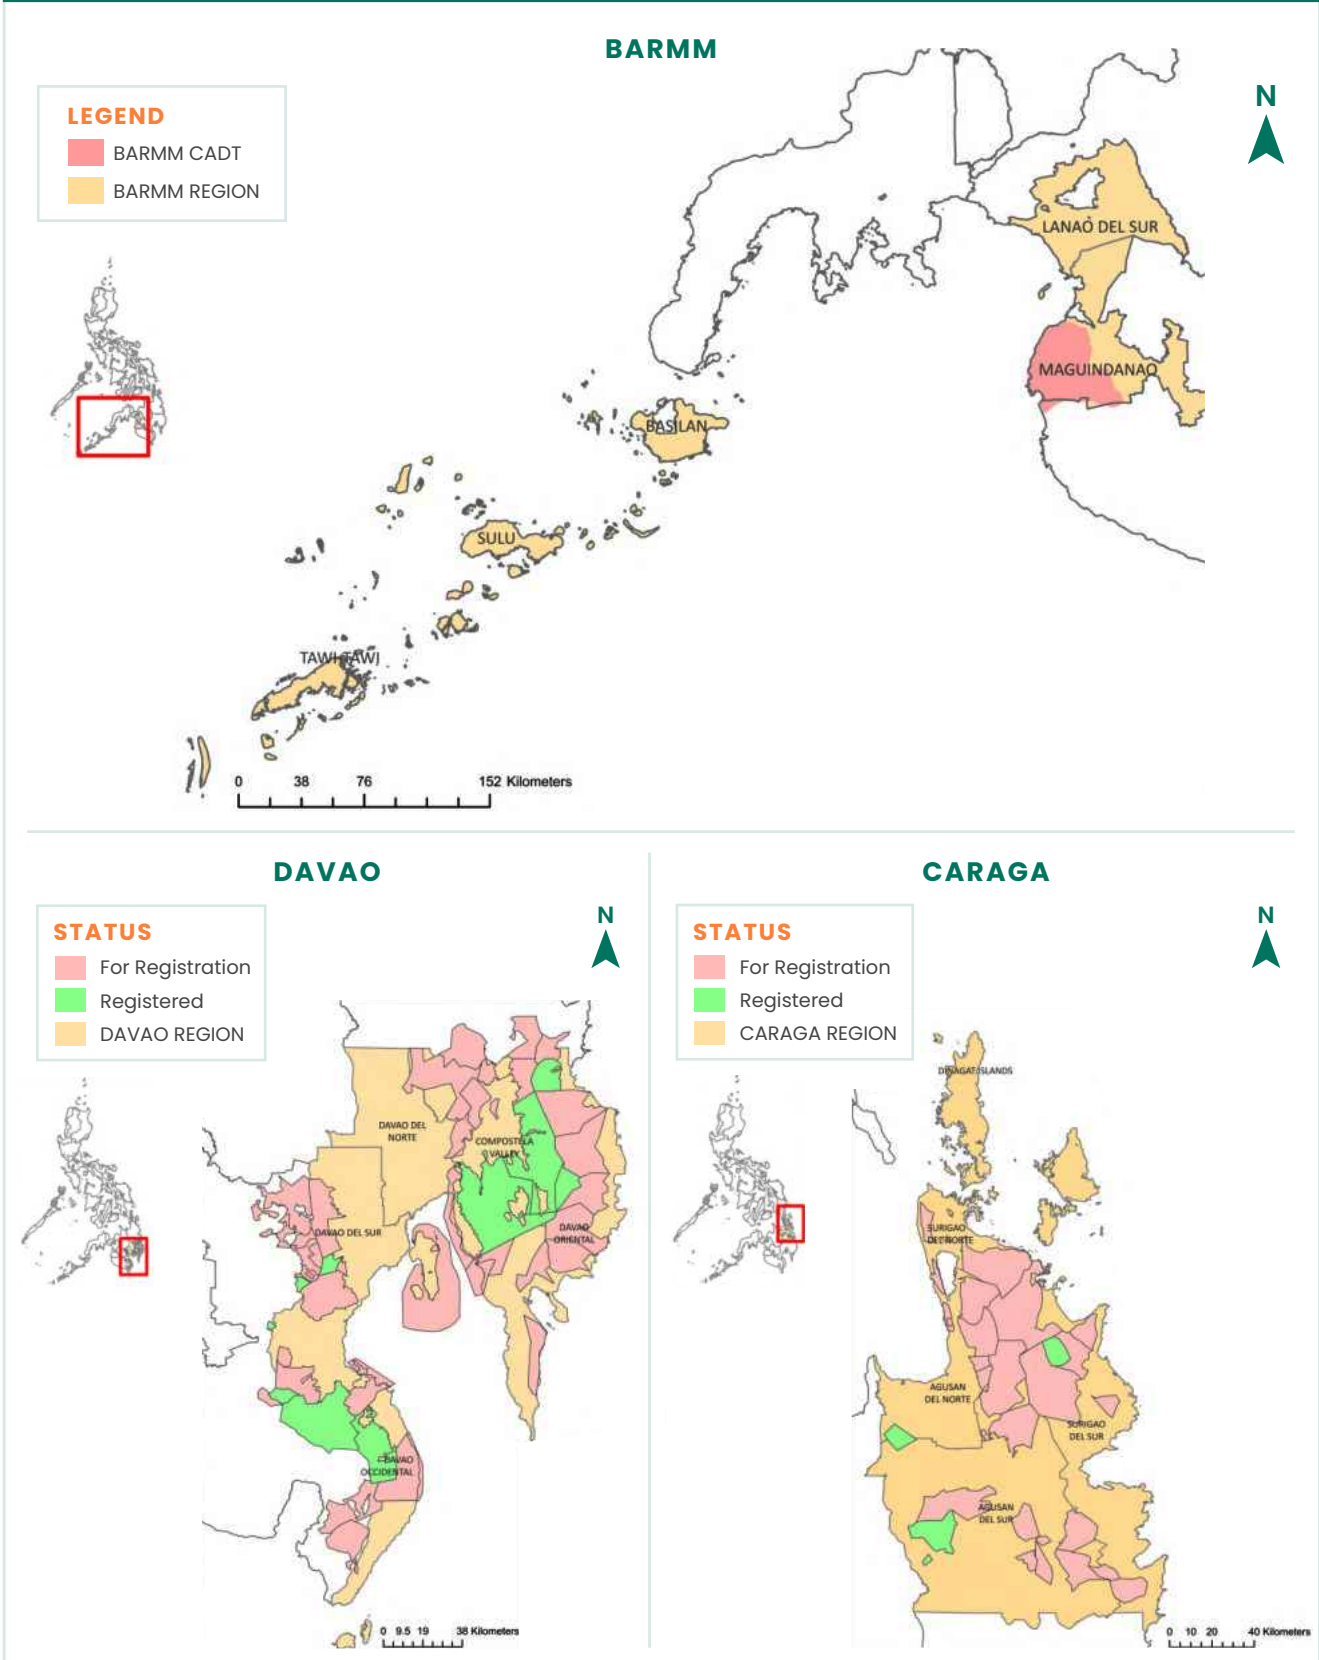 BARMM
LEGEND
BARMM CADT
BARMM REGION
N
LANAO DEL SUR
MAGUINDANAO
BASILAN
SULU
TAWI-TAWI
0 38 76 152 Kilometers
DAVAO
STATUS
For Registration
Registered
DAVAO REGION
N
DAVAO DEL
NORTE
COMPOSTELA
VALLEY
DAVAO DEL SUR
DAVAO
ORIENTAL
DAVAO
OCCIDENTAL
0 9.5 19 38 Kilometers
CARAGA
STATUS
For Registration
Registered
CARAGA REGION
N
DINAGAT ISLANDS
SURIGAO
DEL NORTE
AGUSAN
DEL NORTE
SURIGAO
DEL SUR
AGUSAN
DEL SUR
0 10 20 40 Kilometers